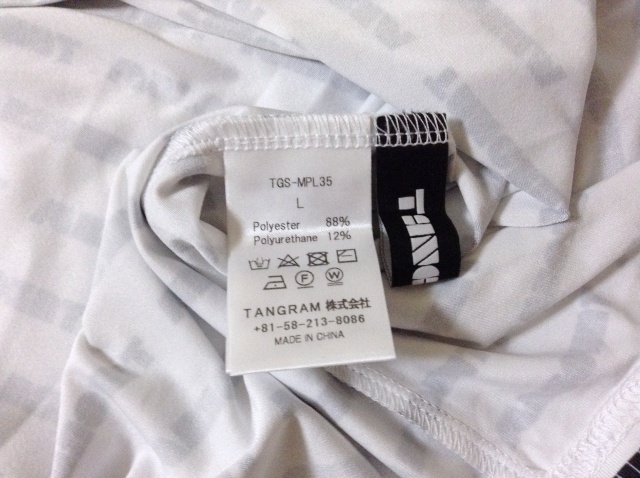 TGS-MPL35
L
Polyester 88%
Polyurethane 12%
F W
TANGRAM 株式会社
+81-58-213-8086
MADE IN CHINA